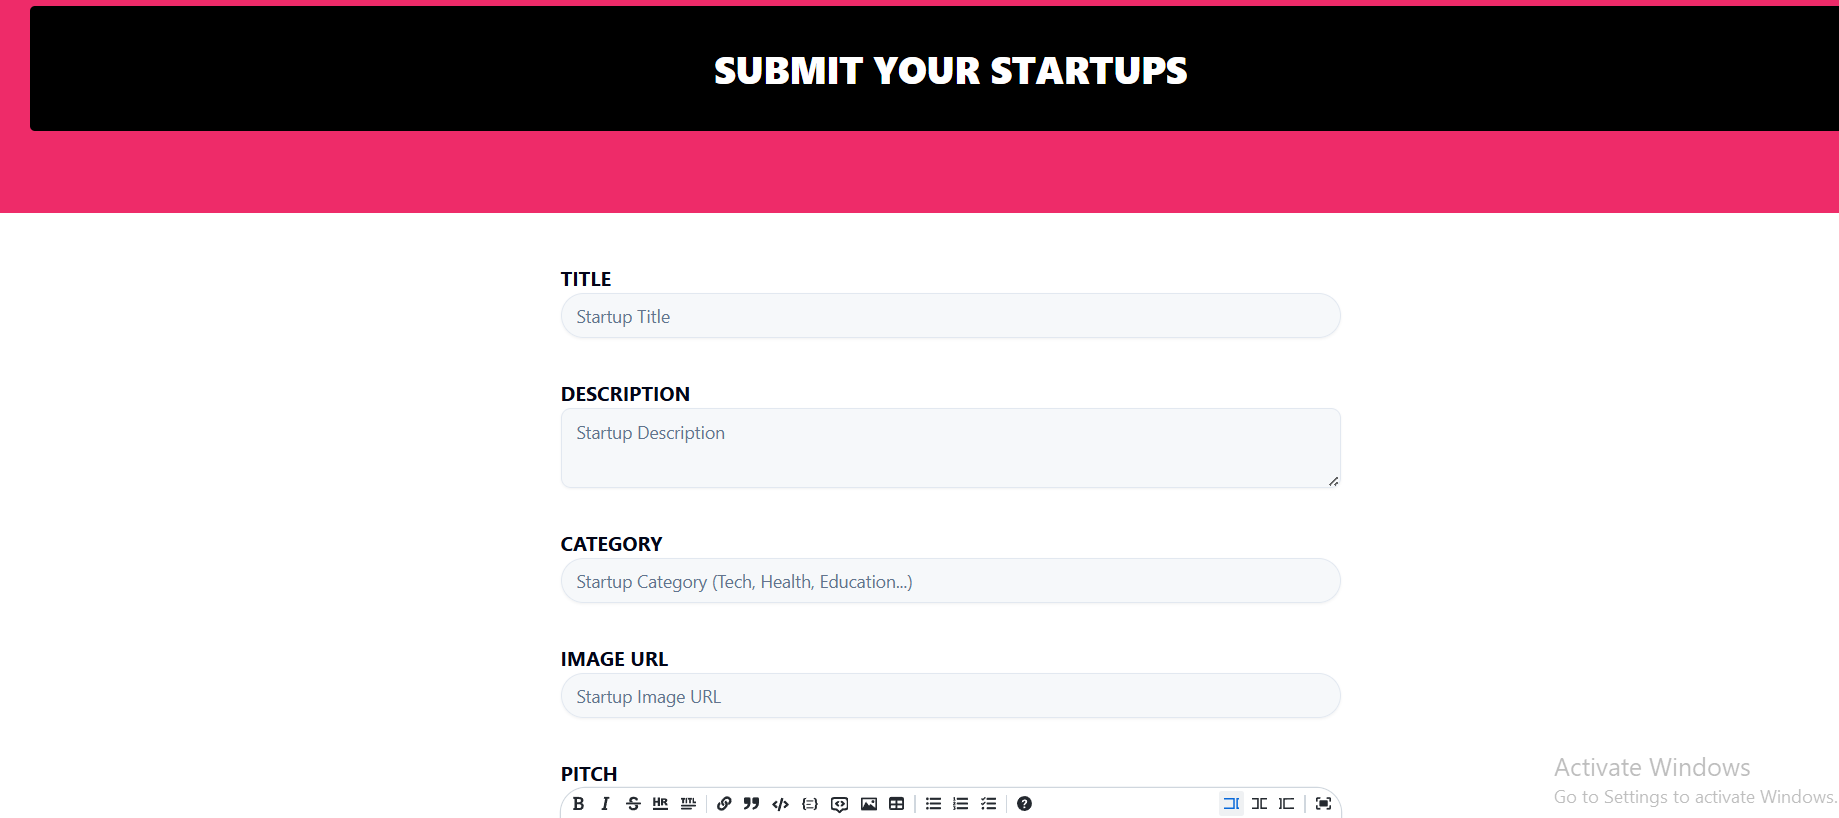 SUBMIT YOUR STARTUPS
TITLE
Startup Title
DESCRIPTION
Startup Description
CATEGORY
Startup Category (Tech, Health, Education...)
IMAGE URL
Startup Image URL
PITCH
B I S HR TITL
Activate Windows
Go to Settings to activate Windows.